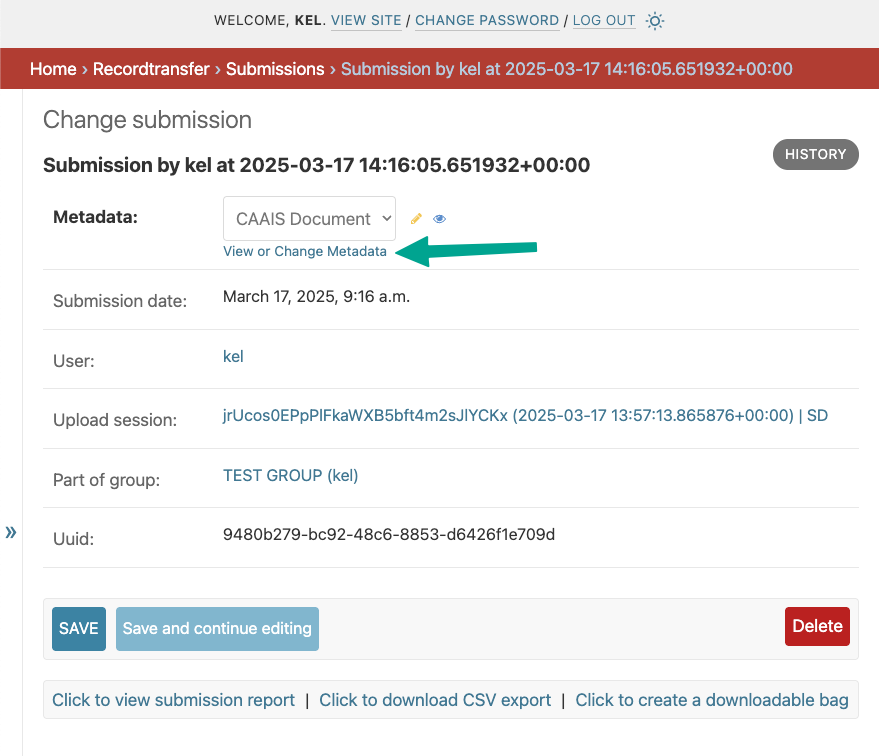 WELCOME, KEL. VIEW SITE / CHANGE PASSWORD / LOG OUT
Home › Recordtransfer › Submissions › Submission by kel at 2025-03-17 14:16:05.651932+00:00
Change submission
HISTORY
Submission by kel at 2025-03-17 14:16:05.651932+00:00
Metadata: CAAIS Document
View or Change Metadata
Submission date: March 17, 2025, 9:16 a.m.
User: kel
Upload session: jrUcos0EPpPIFkaWXB5bft4m2sJlYCKx (2025-03-17 13:57:13.865876+00:00) | SD
Part of group: TEST GROUP (kel)
»
Uuid: 9480b279-bc92-48c6-8853-d6426f1e709d
SAVE Save and continue editing Delete
Click to view submission report | Click to download CSV export | Click to create a downloadable bag